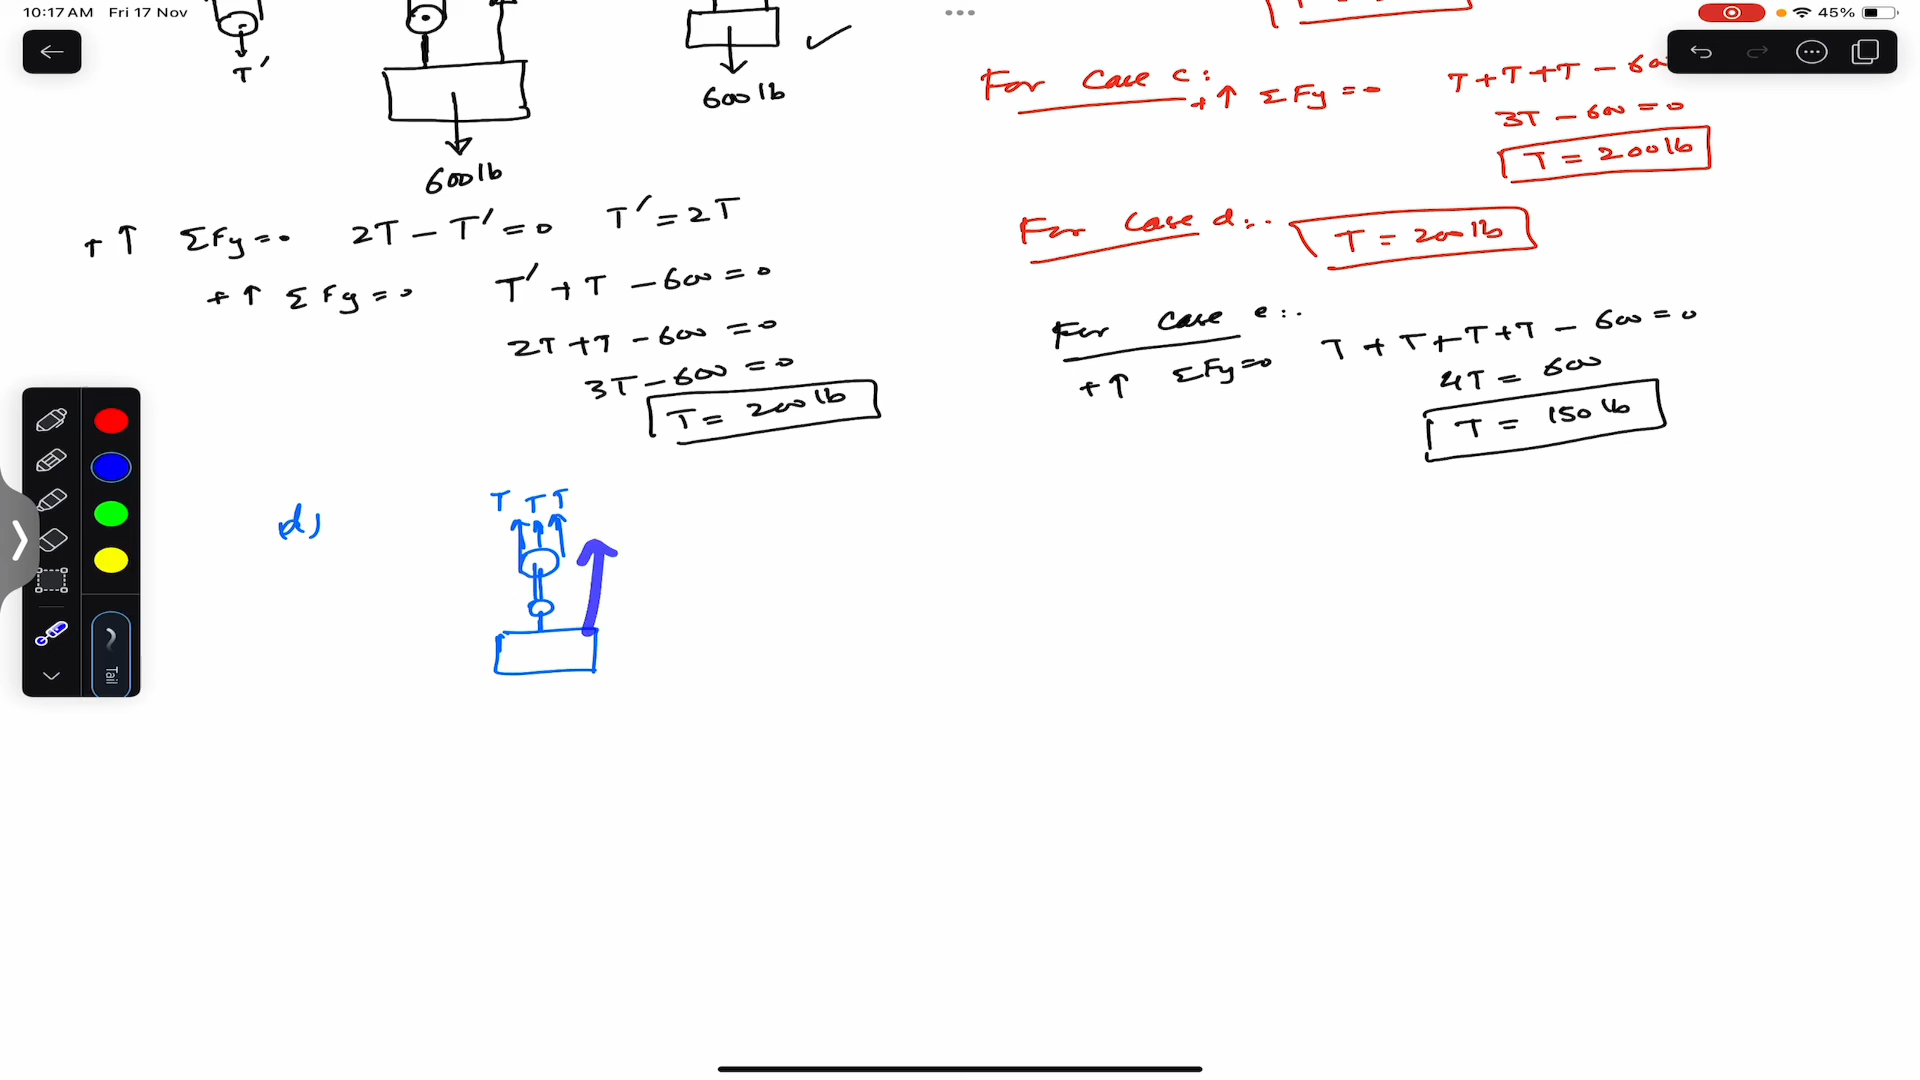 10:17 AM Fri 17 Nov
45%
T'
600 lb
600 lb
+↑ ΣFy = 0 2T - T' = 0 T' = 2T
+↑ ΣFy = 0 T' + T - 600 = 0
2T + T - 600 = 0
3T - 600 = 0
T = 200 lb
For Case c:
+↑ ΣFy = 0 T + T + T - 60
3T - 600 = 0
T = 200 lb
For Case d:. T = 200 lb
For Case e:.
+↑ ΣFy = 0 T + T + T + T - 600 = 0
4T = 600
T = 150 lb
d) T T T
Tail